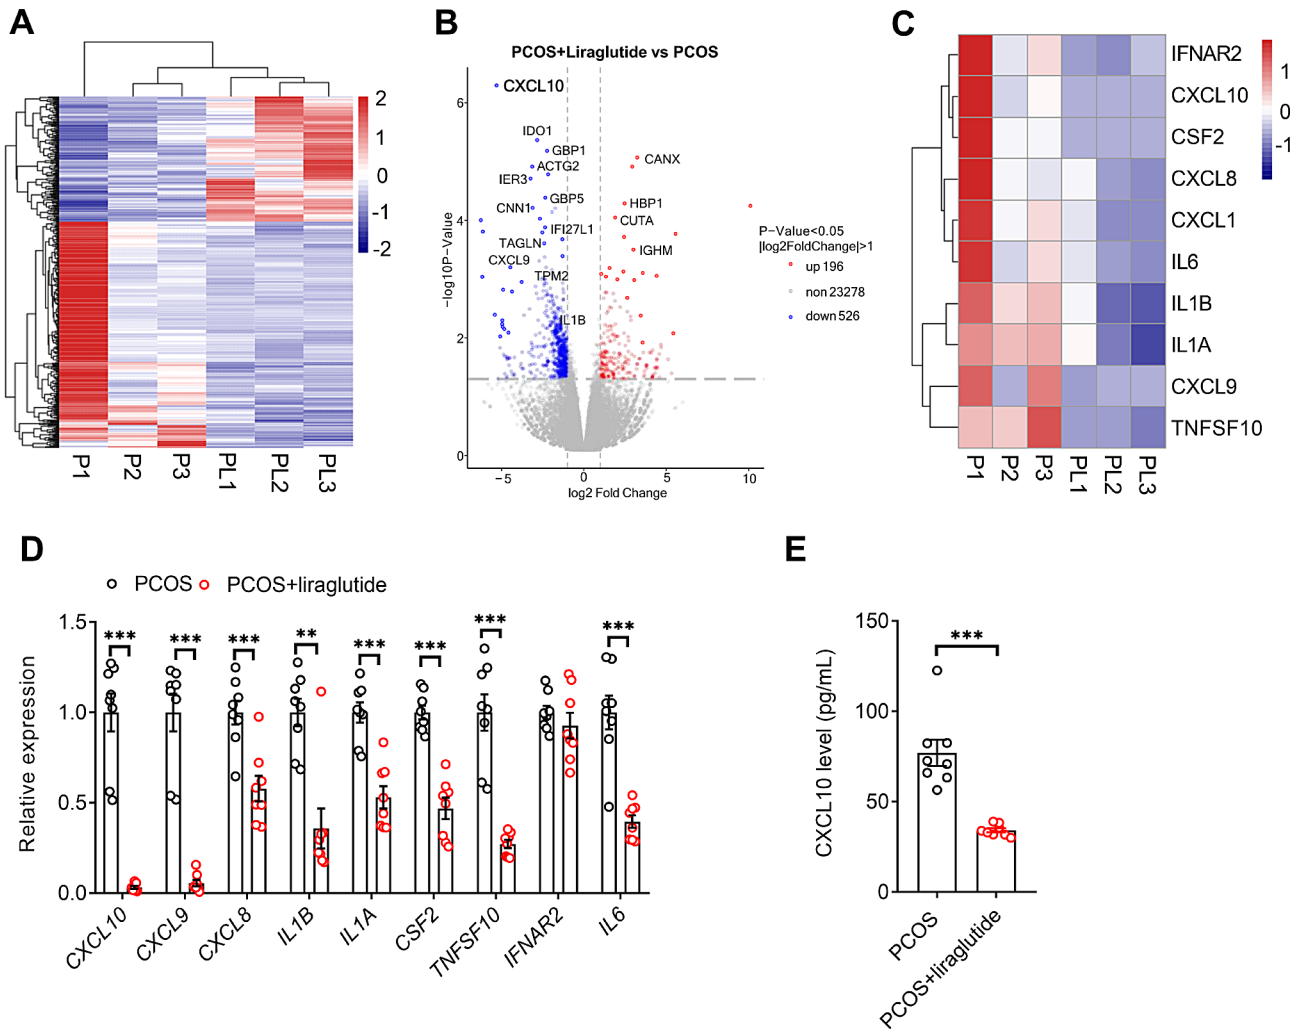 A
2
1
0
-1
-2
P1
P2
P3
PL1
PL2
PL3
B
PCOS+Liraglutide vs PCOS
CXCL10
IDO1
GBP1
ACTG2
IER3
CANX
GBP5
CNN1
HBP1
CUTA
IFI27L1
TAGLN
IGHM
CXCL9
TPM2
IL1B
6
4
2
0
−log10P−Value
−5
0
5
10
log2 Fold Change
P−Value<0.05
|log2FoldChange|>1
up 196
non 23278
down 526
C
IFNAR2
CXCL10
CSF2
CXCL8
CXCL1
IL6
IL1B
IL1A
CXCL9
TNFSF10
1
0
-1
P1
P2
P3
PL1
PL2
PL3
D
PCOS
PCOS+liraglutide
1.5
1.0
0.5
0.0
Relative expression
***
***
***
**
***
***
***
***
CXCL10
CXCL9
CXCL8
IL1B
IL1A
CSF2
TNFSF10
IFNAR2
IL6
E
150
100
50
0
CXCL10 level (pg/mL)
***
PCOS
PCOS+liraglutide